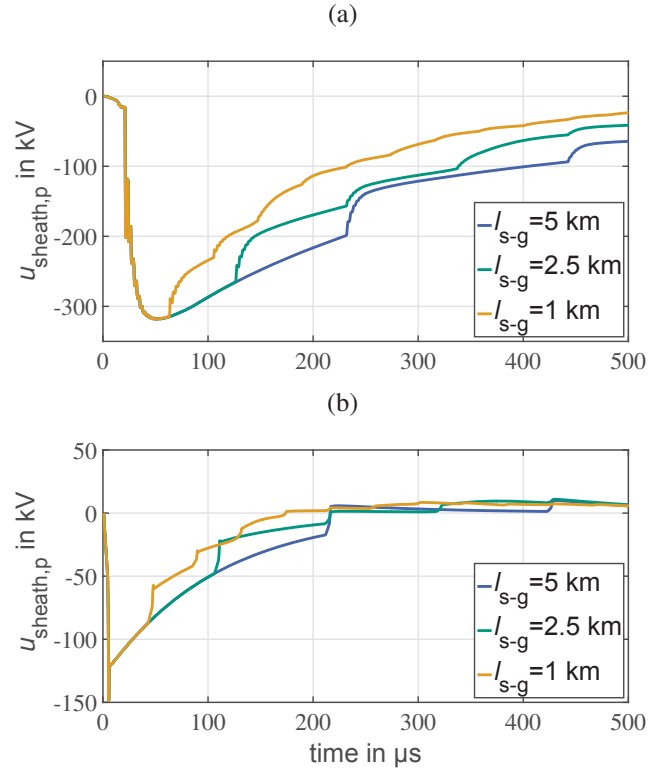 (a)
u_sheath,p in kV
0
-100
-200
-300
l_s-g=5 km
l_s-g=2.5 km
l_s-g=1 km
0 100 200 300 400 500
(b)
u_sheath,p in kV
50
0
-50
-100
-150
l_s-g=5 km
l_s-g=2.5 km
l_s-g=1 km
0 100 200 300 400 500
time in µs